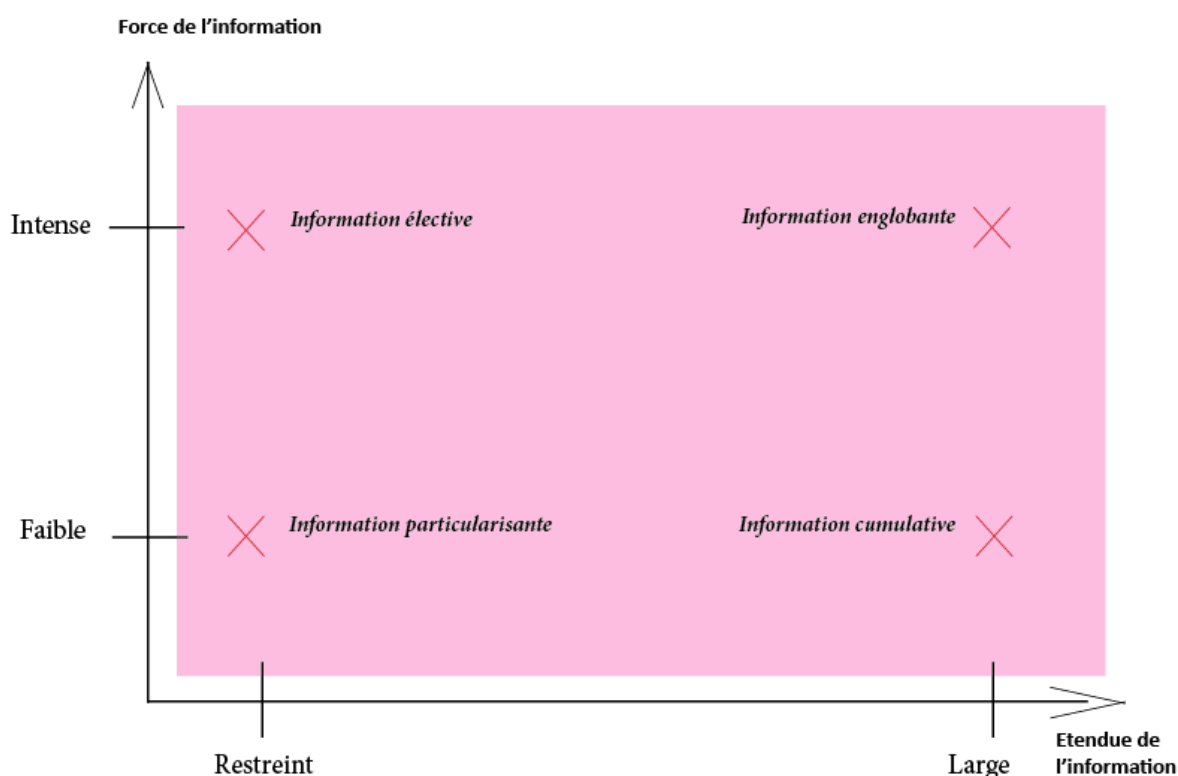 Force de l'information
Intense
Information élective
Information englobante
Faible
Information particularisante
Information cumulative
Restreint
Large
Etendue de
l'information